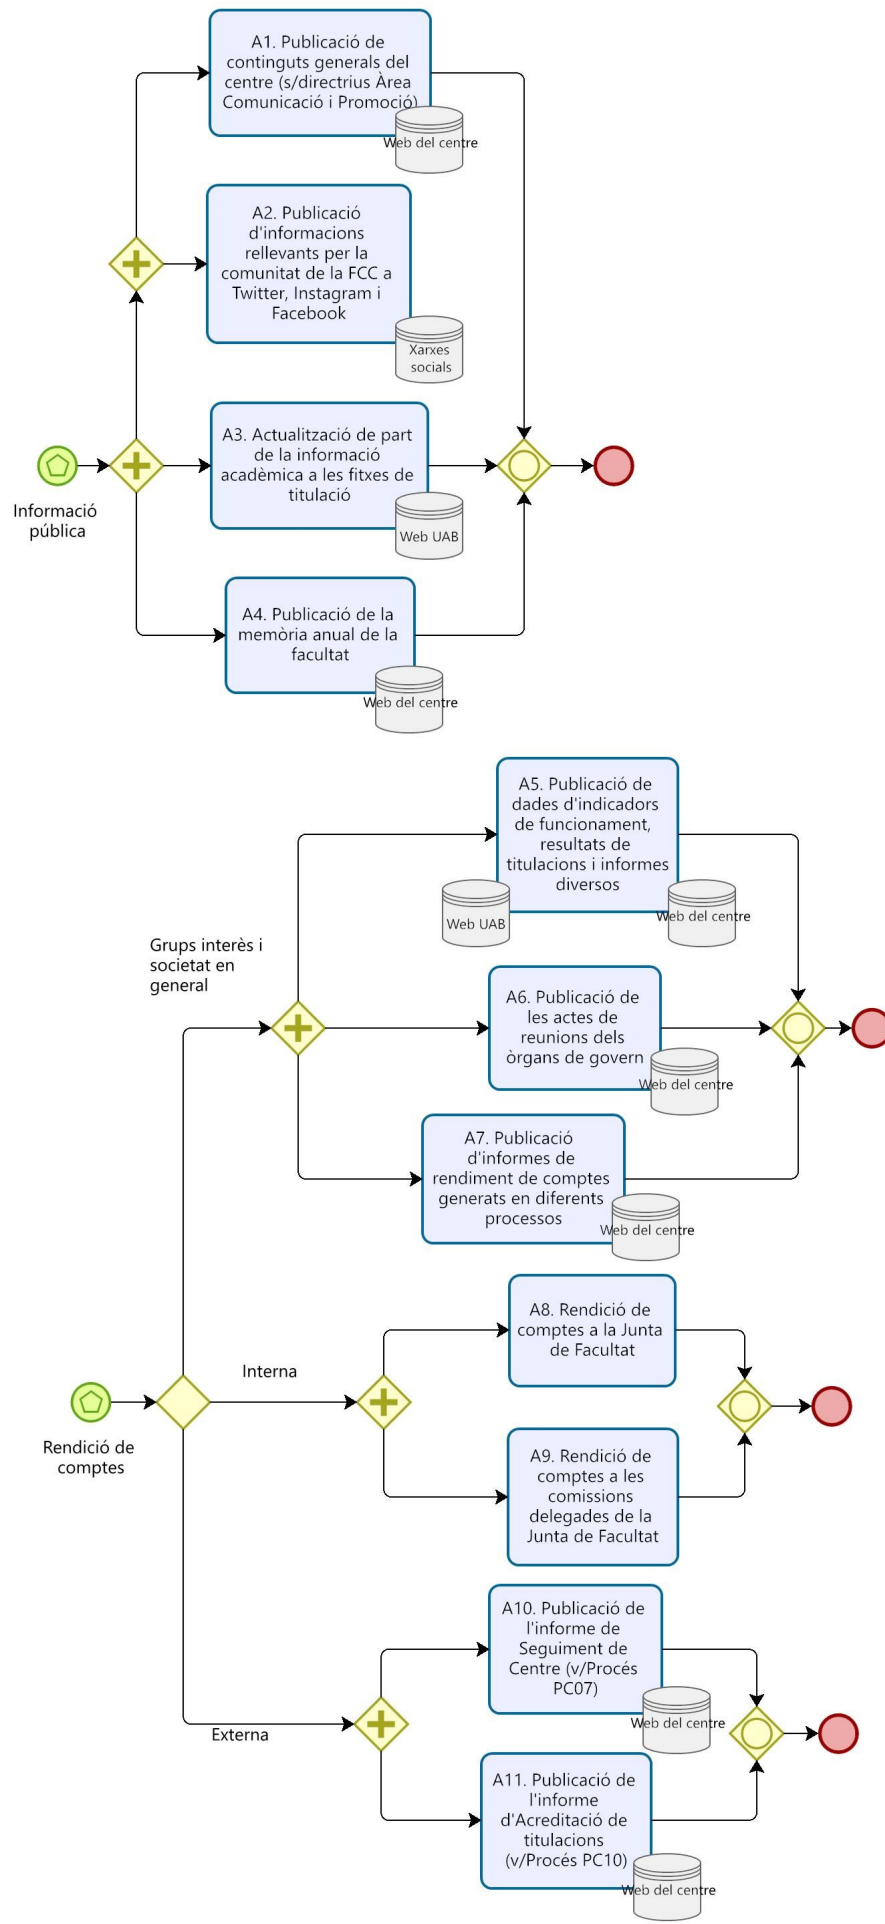 A1. Publicació de
continguts generals del
centre (s/directrius Àrea
Comunicació i Promoció)
Web del centre
A2. Publicació
d'informacions
rellevants per la
comunitat de la FCC a
Twitter, Instagram i
Facebook
Xarxes
socials
A3. Actualització de part
de la informació
acadèmica a les fitxes de
titulació
Web UAB
Informació
pública
A4. Publicació de la
memòria anual de la
facultat
Web del centre
A5. Publicació de
dades d'indicadors
de funcionament,
resultats de
titulacions i informes
diversos
Web UAB
Web del centre
Grups interès i
societat en
general
A6. Publicació de
les actes de
reunions dels
òrgans de govern
Web del centre
A7. Publicació
d'informes de
rendiment de comptes
generats en diferents
processos
Web del centre
A8. Rendició de
comptes a la Junta
de Facultat
Interna
Rendició de
comptes
A9. Rendició de
comptes a les
comissions
delegades de la
Junta de Facultat
A10. Publicació de
l'informe de
Seguiment de
Centre (v/Procés
PC07)
Web del centre
Externa
A11. Publicació de
l'informe
d'Acreditació de
titulacions
(v/Procés PC10)
Web del centre